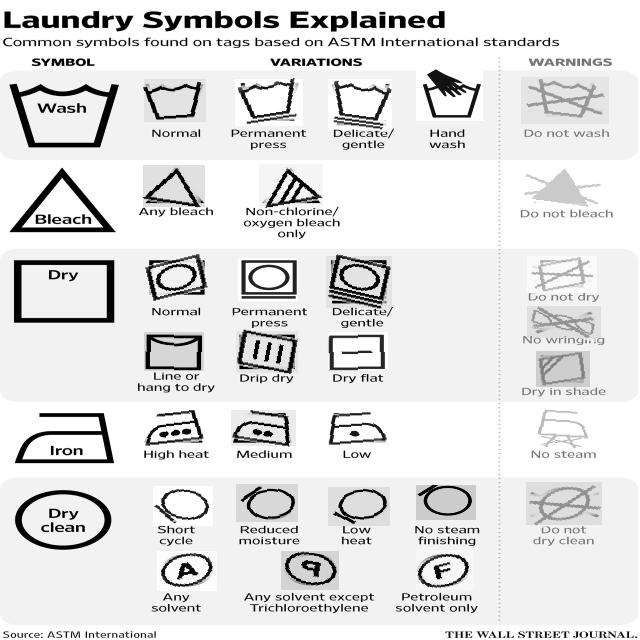 Laundry Symbols Explained
Common symbols found on tags based on ASTM International standards
SYMBOL
VARIATIONS
WARNINGS
Wash
Normal
Permanent
press
Delicate/
gentle
Hand
wash
Do not wash
Bleach
Any bleach
Non-chlorine/
oxygen bleach
only
Do not bleach
Dry
Normal
Permanent
press
Delicate/
gentle
Do not dry
No wringing
Line or
hang to dry
Drip dry
Dry flat
Dry in shade
Iron
High heat
Medium
Low
No steam
Dry
clean
Short
cycle
Reduced
moisture
Low
heat
No steam
finishing
Do not
dry clean
A
Any
solvent
P
Any solvent except
Trichloroethylene
F
Petroleum
solvent only
Source: ASTM International
THE WALL STREET JOURNAL.